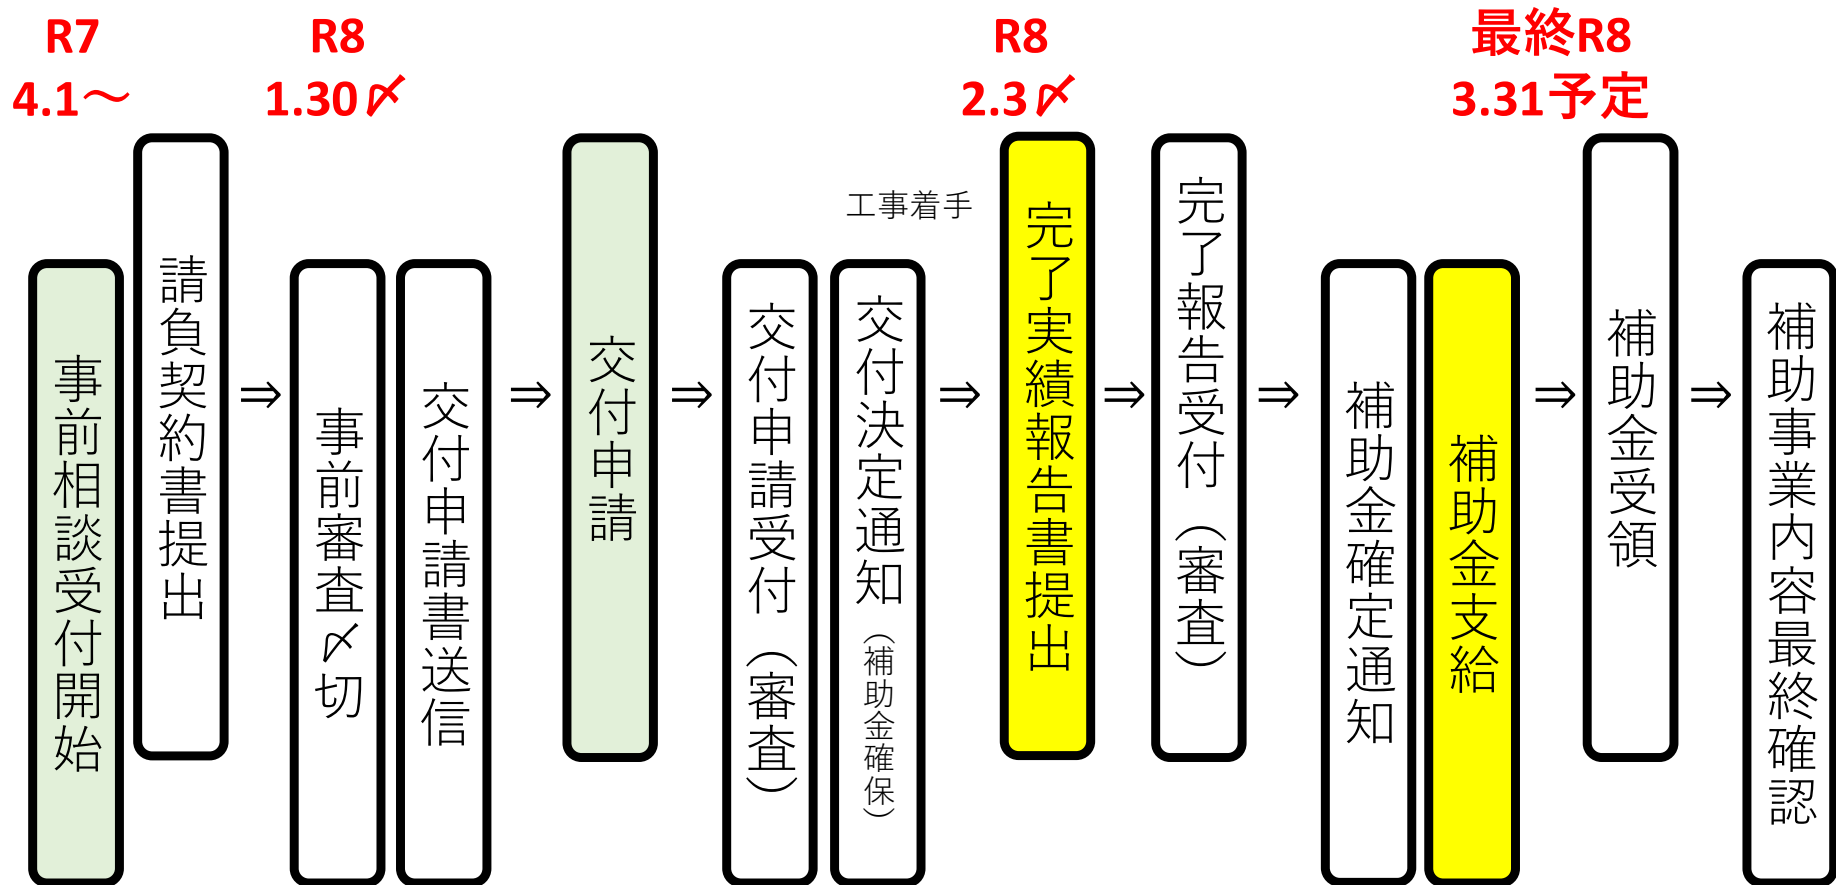 R7
4.1～
R8
1.30〆
R8
2.3〆
最終R8
3.31予定
事前相談受付開始
請負契約書提出
⇒
事前審査〆切
交付申請書送信
⇒
交付申請
⇒
交付申請受付（審査）
交付決定通知（補助金確保）
工事着手
⇒
完了実績報告書提出
⇒
完了報告受付（審査）
⇒
補助金確定通知
補助金支給
⇒
補助金受領
⇒
補助事業内容最終確認